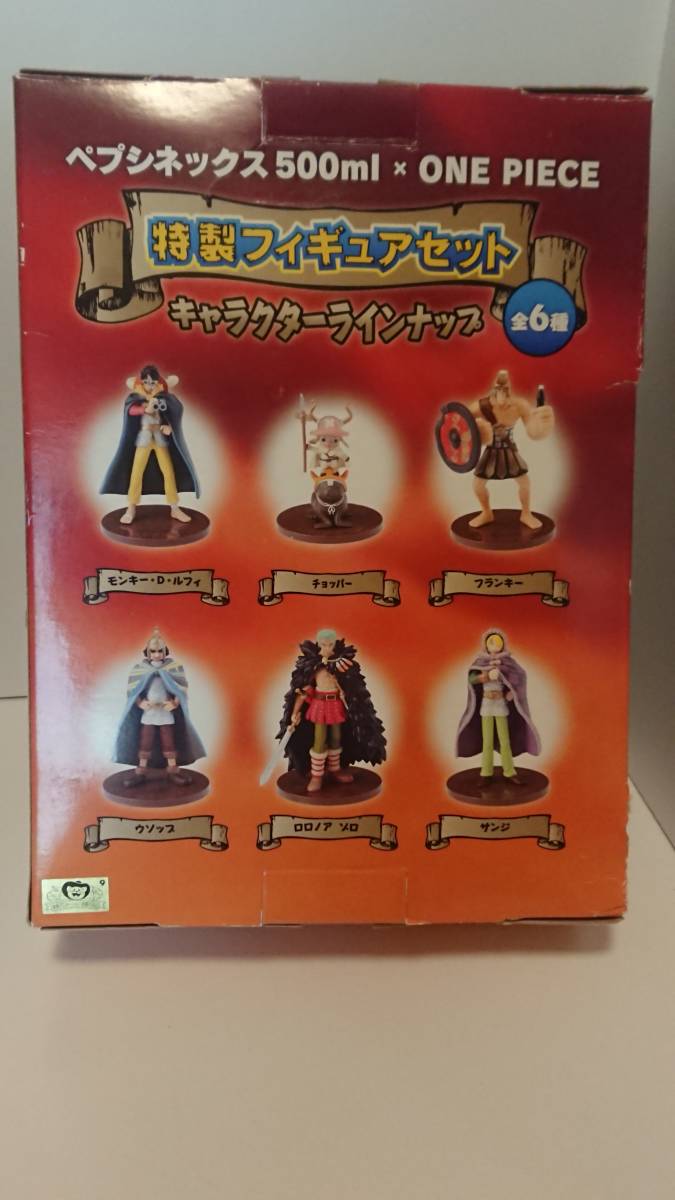 ペプシネックス 500ml × ONE PIECE
特製フィギュアセット
キャラクターラインナップ
全6種
モンキー・D・ルフィ
チョッパー
フランキー
ウソップ
ロロノア ゾロ
サンジ
9